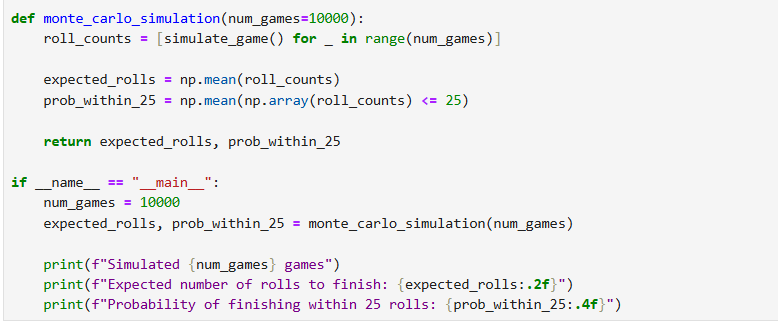 def monte_carlo_simulation(num_games=10000):
    roll_counts = [simulate_game() for _ in range(num_games)]
    expected_rolls = np.mean(roll_counts)
    prob_within_25 = np.mean(np.array(roll_counts) <= 25)
    return expected_rolls, prob_within_25
if __name__ == "__main__":
    num_games = 10000
    expected_rolls, prob_within_25 = monte_carlo_simulation(num_games)
    print(f"Simulated {num_games} games")
    print(f"Expected number of rolls to finish: {expected_rolls:.2f}")
    print(f"Probability of finishing within 25 rolls: {prob_within_25:.4f}")